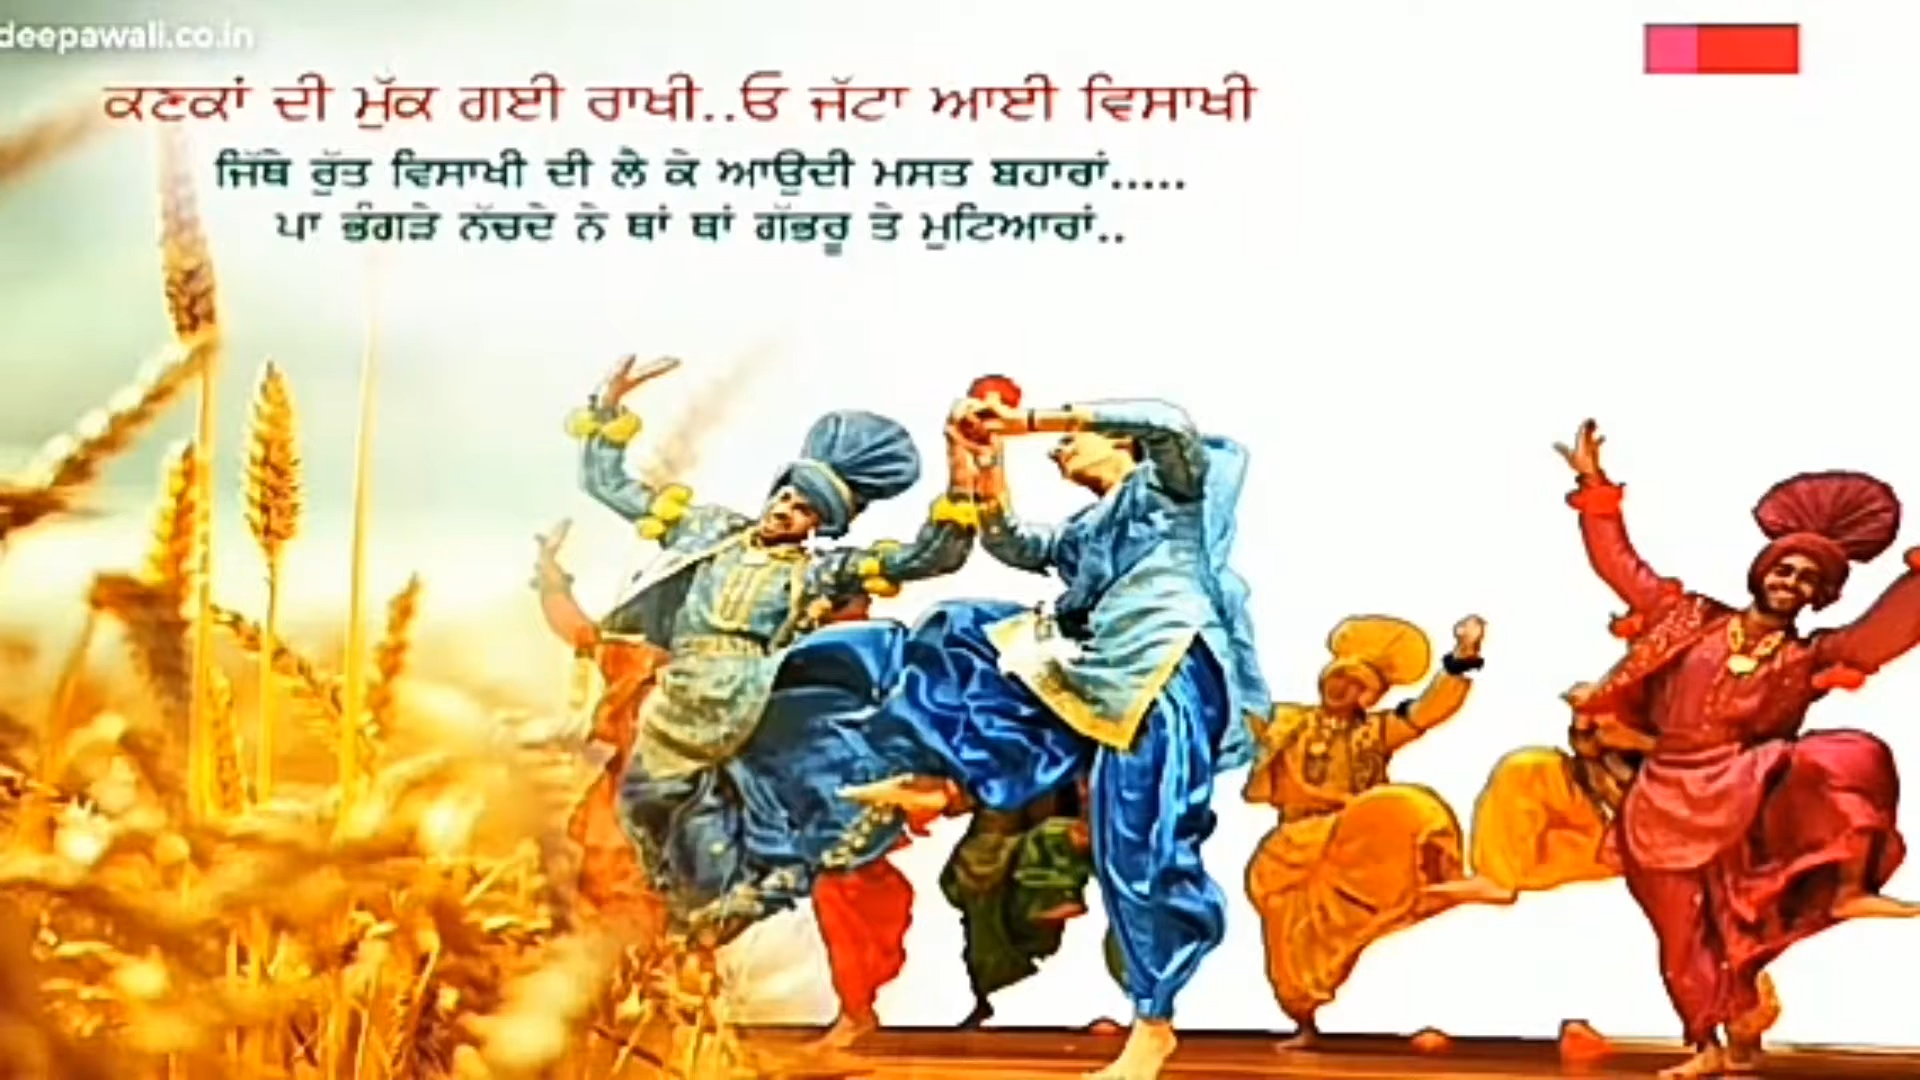 deepawali.co.in
ਕਣਕਾਂ ਦੀ ਮੁੱਕ ਗਈ ਰਾਖੀ..ਓ ਜੱਟਾ ਆਈ ਵਿਸਾਖੀ
ਜਿੱਥੇ ਰੁੱਤ ਵਿਸਾਖੀ ਦੀ ਲੈ ਕੇ ਆਉਂਦੀ ਮਸਤ ਬਹਾਰਾਂ.....
ਪਾ ਭੰਗੜੇ ਨੱਚਦੇ ਨੇ ਥਾਂ ਥਾਂ ਗੱਭਰੂ ਤੇ ਮੁਟਿਆਰਾਂ..